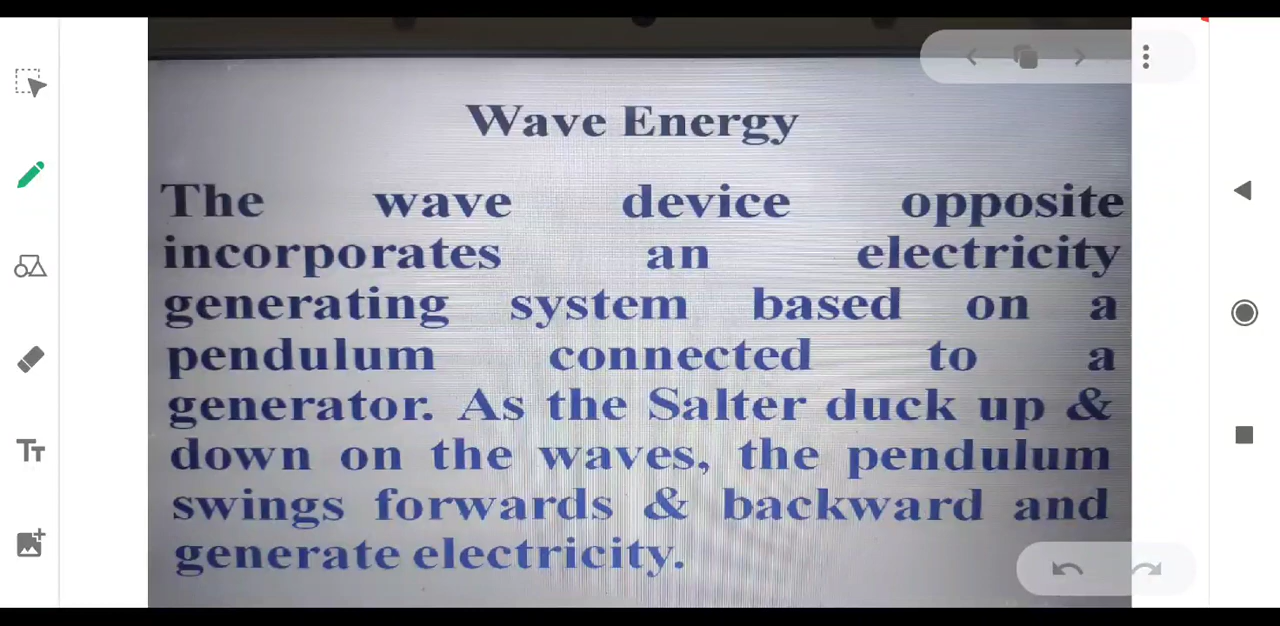 Wave Energy
The wave device opposite
incorporates an electricity
generating system based on a
pendulum connected to a
generator. As the Salter duck up &
down on the waves, the pendulum
swings forwards & backward and
generate electricity.
Tт